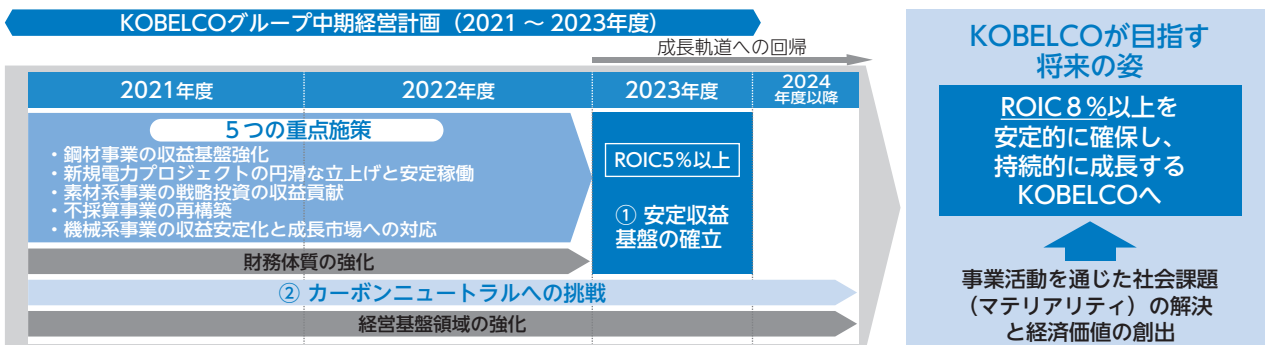 KOBELCOグループ中期経営計画（2021 ～ 2023年度）
成長軌道への回帰
2021年度
2022年度
2023年度
2024
年度以降
５つの重点施策
・鋼材事業の収益基盤強化
・新規電力プロジェクトの円滑な立上げと安定稼働
・素材系事業の戦略投資の収益貢献
・不採算事業の再構築
・機械系事業の収益安定化と成長市場への対応
ROIC5%以上
① 安定収益
基盤の確立
財務体質の強化
② カーボンニュートラルへの挑戦
経営基盤領域の強化
KOBELCOが目指す
将来の姿
ROIC８%以上を
安定的に確保し、
持続的に成長する
KOBELCOへ
事業活動を通じた社会課題
（マテリアリティ）の解決
と経済価値の創出